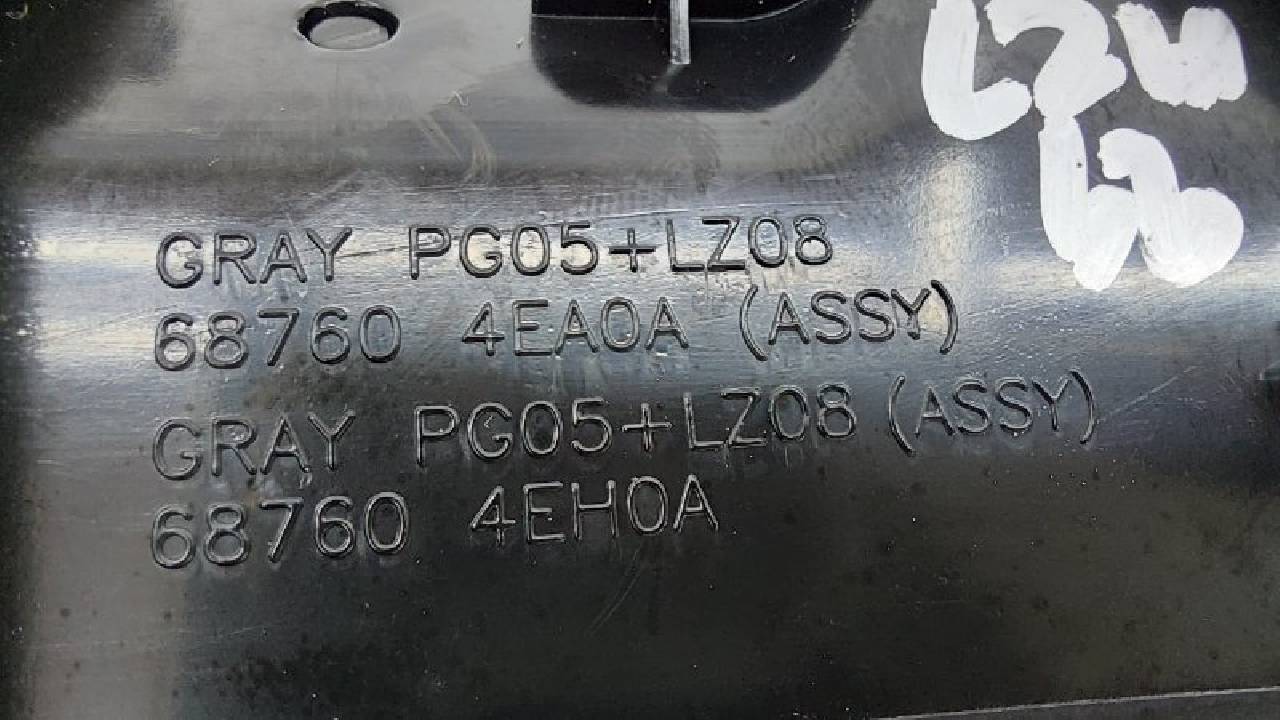 GRAY PG05+LZ08
68760 4EA0A (ASSY)
GRAY PG05+LZ08 (ASSY)
68760 4EH0A